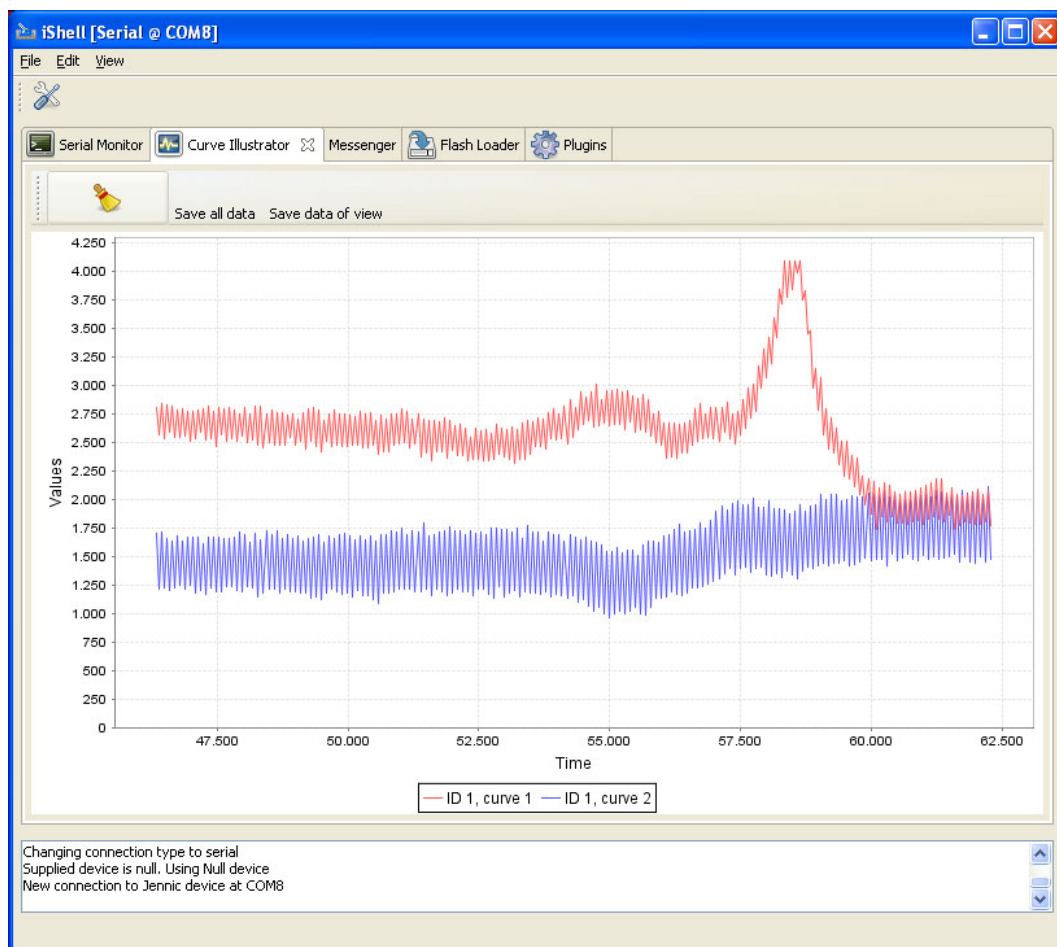 iShell [Serial @ COM8]
File Edit View
Serial Monitor Curve Illustrator Messenger Flash Loader Plugins
Save all data Save data of view
4.250
4.000
3.750
3.500
3.250
3.000
2.750
2.500
2.250
2.000
1.750
1.500
1.250
1.000
750
500
250
0
Values
47.500 50.000 52.500 55.000 57.500 60.000 62.500
Time
ID 1, curve 1 ID 1, curve 2
Changing connection type to serial
Supplied device is null. Using Null device
New connection to Jennic device at COM8